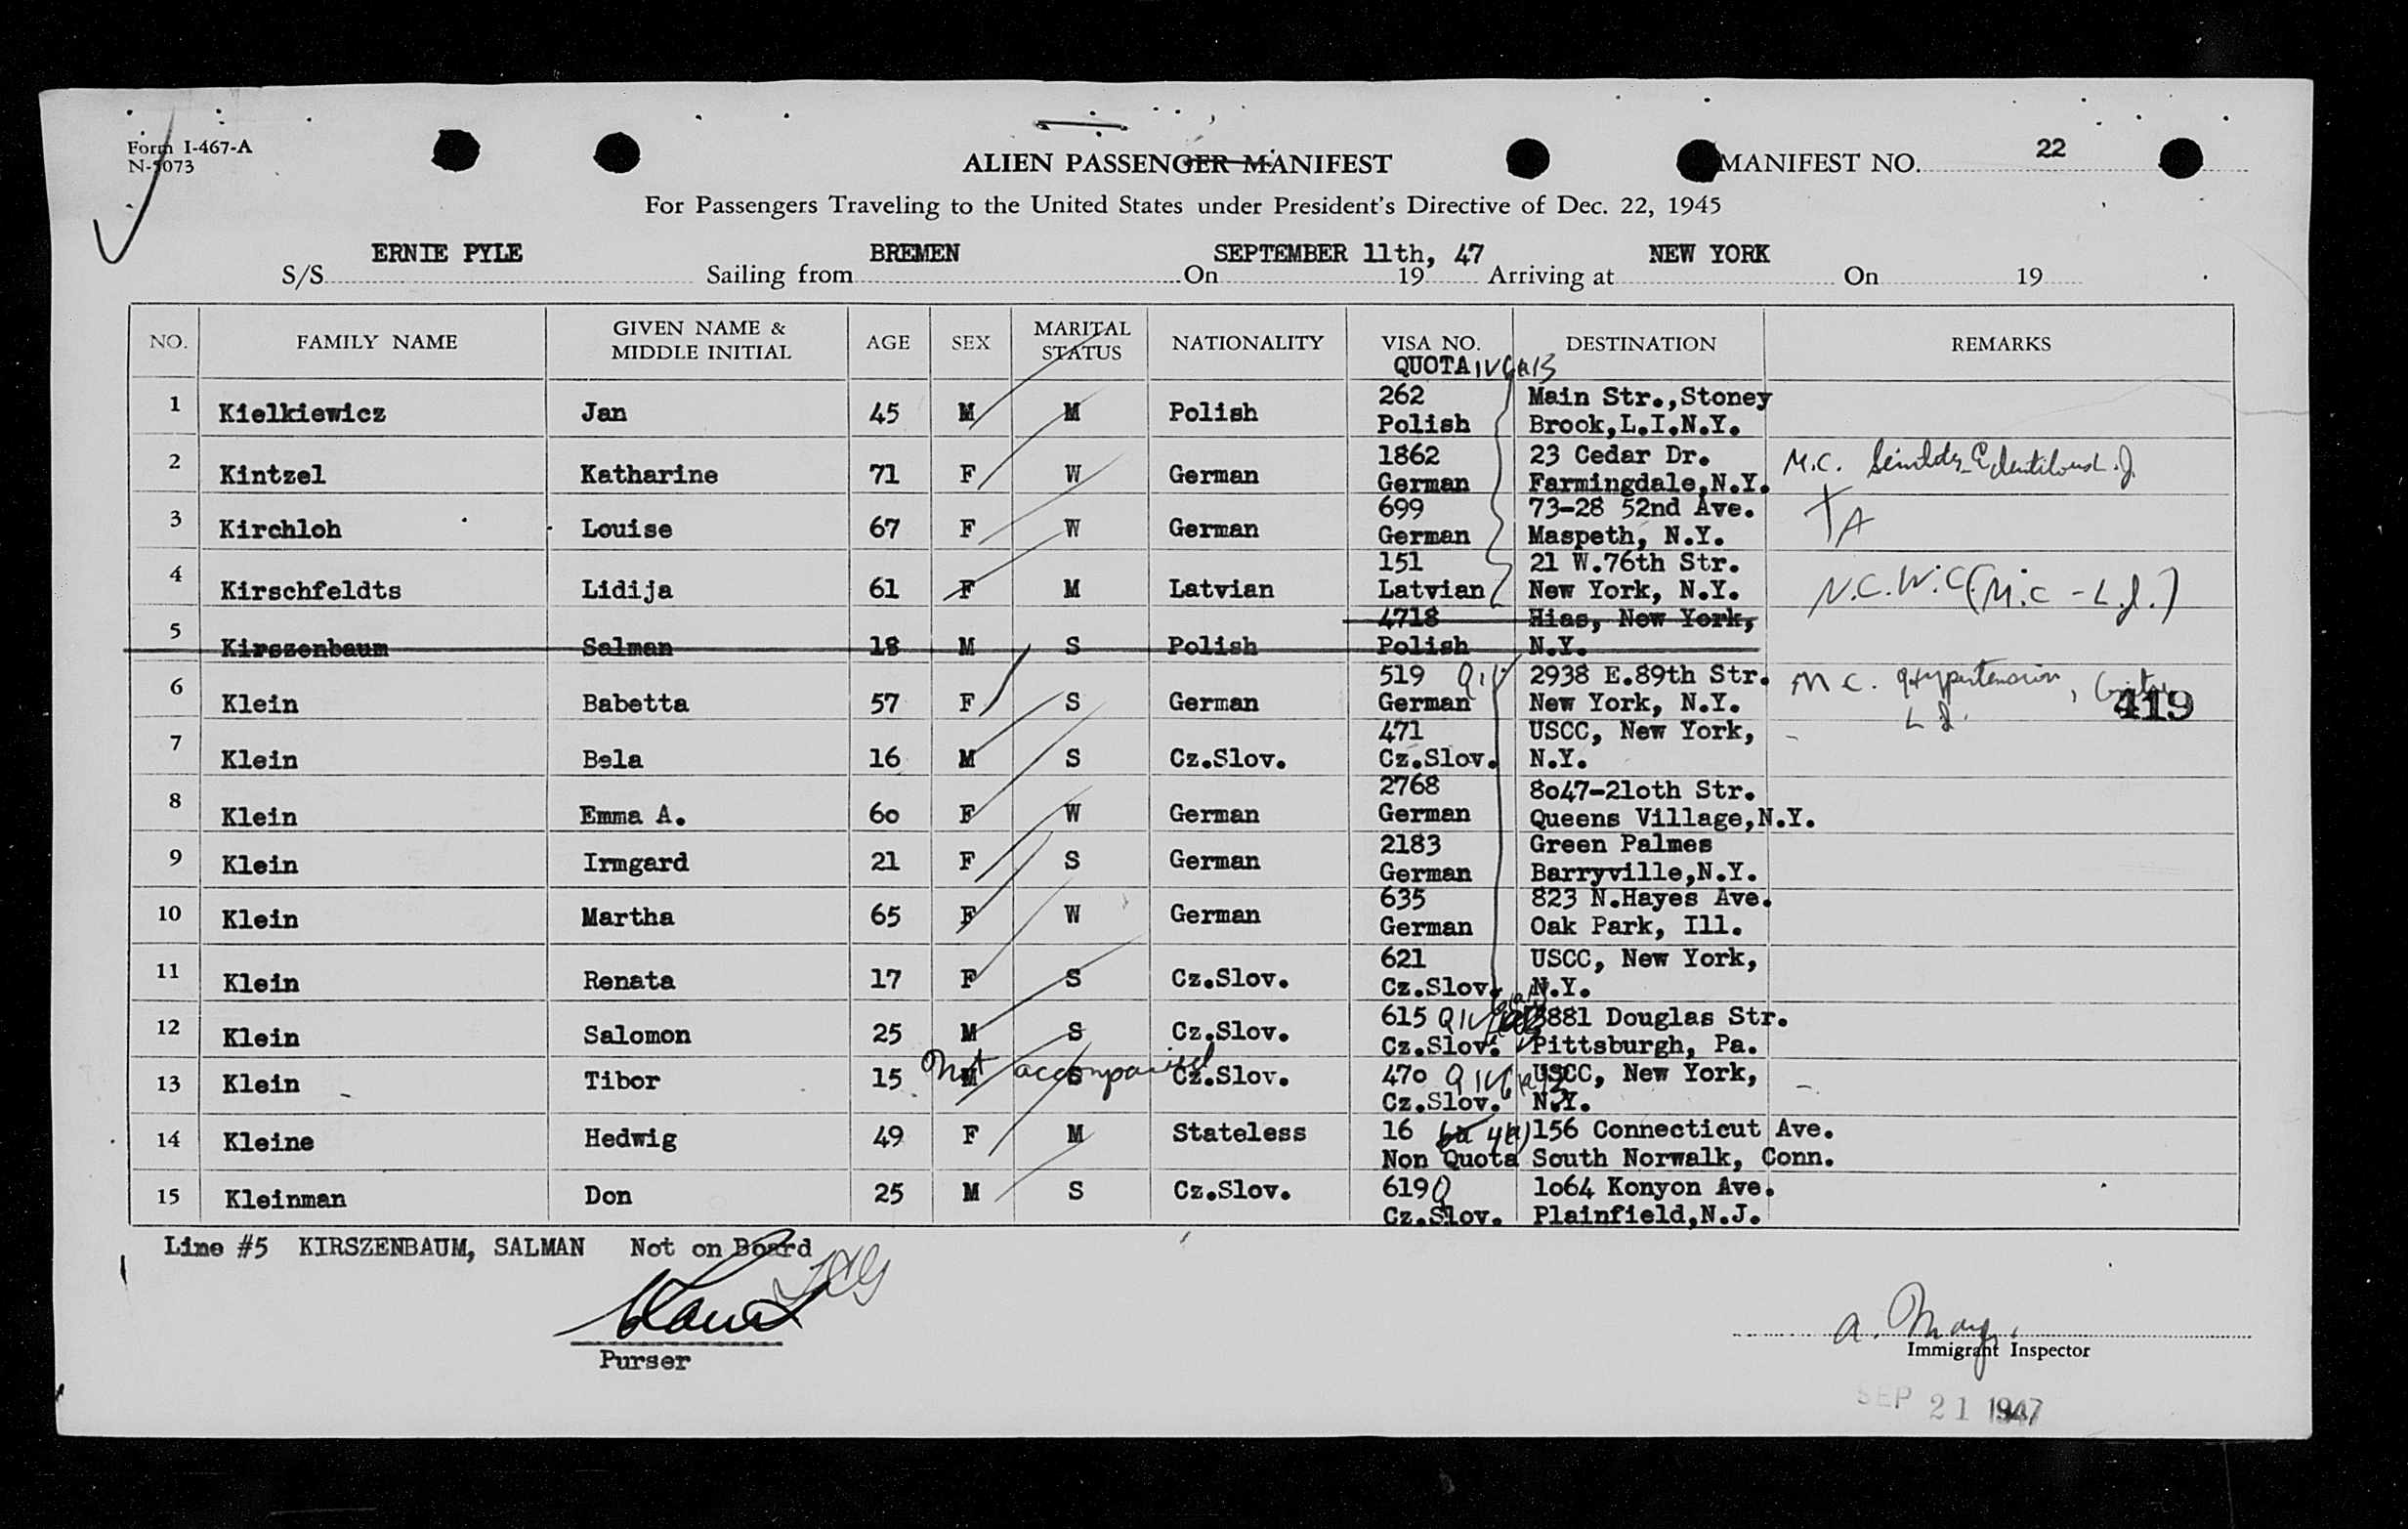 Form I-467-A
N-5073
ALIEN PASSENGER MANIFEST
MANIFEST NO. 22
For Passengers Traveling to the United States under President's Directive of Dec. 22, 1945
S/S ERNIE PYLE Sailing from BREMEN On SEPTEMBER 11th, 1947 Arriving at NEW YORK On 19
NO. FAMILY NAME GIVEN NAME & MIDDLE INITIAL AGE SEX MARITAL STATUS NATIONALITY VISA NO. QUOTA DESTINATION REMARKS
1 Kielkiewicz Jan 45 M M Polish 262 Main Str.,Stoney
Polish Brook,L.I.N.Y.
2 Kintzel Katharine 71 F W German 1862 23 Cedar Dr. M.C.
German Farmingdale,N.Y.
3 Kirchloh Louise 67 F W German 699 73-28 52nd Ave.
German Maspeth, N.Y.
4 Kirschfeldts Lidija 61 F M Latvian 151 21 W.76th Str. N.C.W.C.(M.C - L.J.)
Latvian New York, N.Y.
5 Kirszenbaum Salman 18 M S Polish 4718 Hias, New York,
Polish N.Y.
6 Klein Babetta 57 F S German 519 2938 E.89th Str. M C. Hypertension,
German New York, N.Y. 419
7 Klein Bela 16 M S Cz.Slov. 471 USCC, New York,
Cz.Slov. N.Y.
8 Klein Emma A. 6o F W German 2768 8o47-21oth Str.
German Queens Village,N.Y.
9 Klein Irmgard 21 F S German 2183 Green Palmes
German Barryville,N.Y.
10 Klein Martha 65 F W German 635 823 N.Hayes Ave.
German Oak Park, Ill.
11 Klein Renata 17 F S Cz.Slov. 621 USCC, New York,
Cz.Slov. N.Y.
12 Klein Salomon 25 M S Cz.Slov. 615 881 Douglas Str.
Cz.Slov. Pittsburgh, Pa.
Not accompanied
13 Klein Tibor 15 M S Cz.Slov. 47o USCC, New York,
Cz.Slov. N.Y.
14 Kleine Hedwig 49 F M Stateless 16 156 Connecticut Ave.
Non Quota South Norwalk, Conn.
15 Kleinman Don 25 M S Cz.Slov. 619 1o64 Konyon Ave.
Cz.Slov. Plainfield,N.J.
Line #5 KIRSZENBAUM, SALMAN Not on Board
Purser
Immigrant Inspector
SEP 21 1947